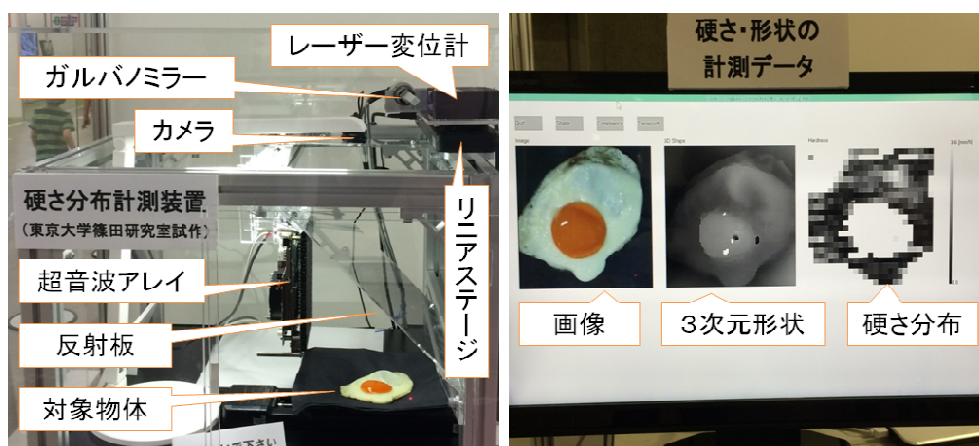 レーザー変位計
ガルバノミラー
カメラ
硬さ分布計測装置
(東京大学篠田研究室試作)
リニアステージ
超音波アレイ
反射板
対象物体
硬さ・形状の
計測データ
Quit
Image
3D Shape
Hardness
画像
3次元形状
硬さ分布